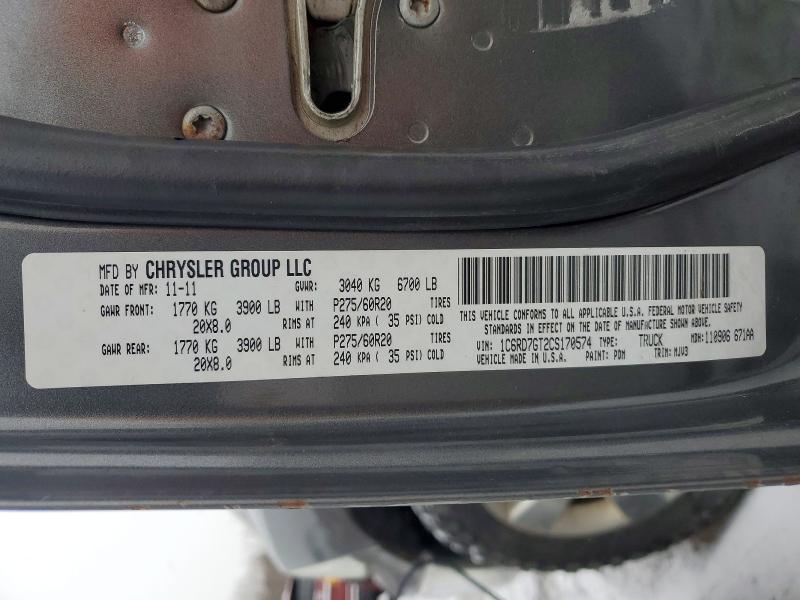 MFD BY CHRYSLER GROUP LLC
DATE OF MFR: 11-11 GVWR: 3040 KG 6700 LB
GAWR FRONT: 1770 KG 3900 LB WITH P275/60R20 TIRES
20X8.0 RIMS AT 240 KPA ( 35 PSI) COLD
GAWR REAR: 1770 KG 3900 LB WITH P275/60R20 TIRES
20X8.0 RIMS AT 240 KPA ( 35 PSI) COLD
THIS VEHICLE CONFORMS TO ALL APPLICABLE U.S.A. FEDERAL MOTOR VEHICLE SAFETY
STANDARDS IN EFFECT ON THE DATE OF MANUFACTURE SHOWN ABOVE.
VIN: 1C6RD7GT2CS170574 TYPE: TRUCK MDH: 110906 671AA
VEHICLE MADE IN U.S.A. PAINT: PDM TRIM: MJV3